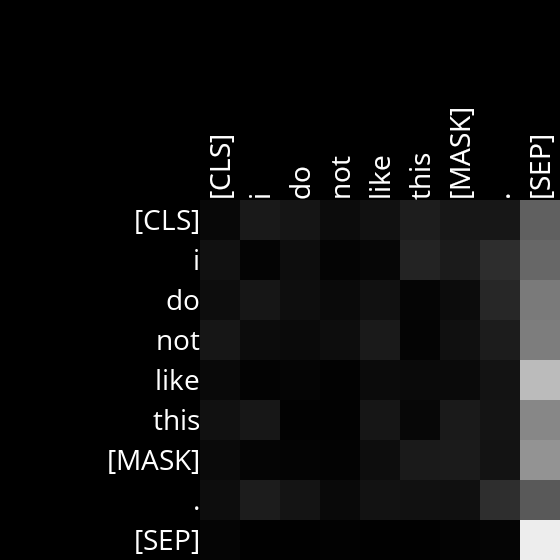 [CLS] i do not like this [MASK] . [SEP]
[CLS]
i
do
not
like
this
[MASK]
.
[SEP]